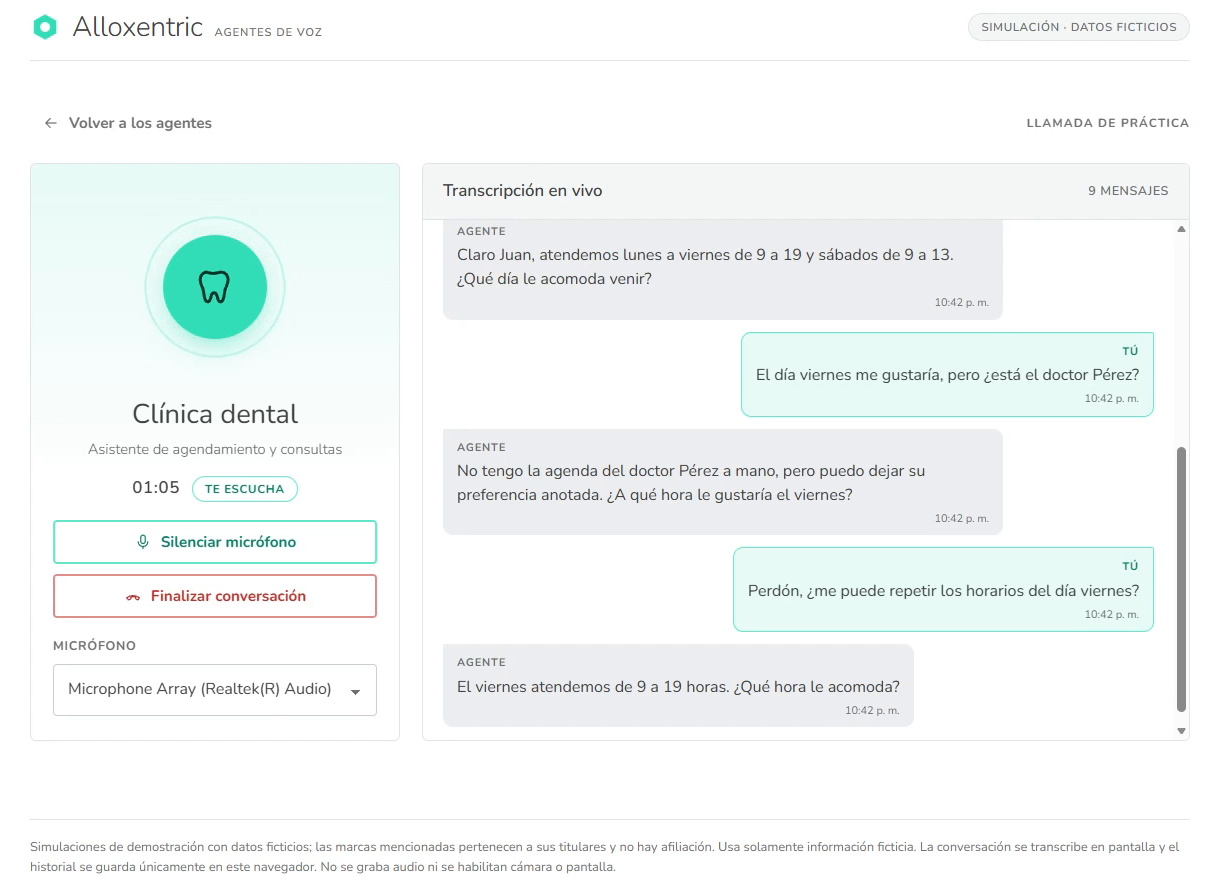 Alloxentric AGENTES DE VOZ
SIMULACIÓN · DATOS FICTICIOS
Volver a los agentes
LLAMADA DE PRÁCTICA
Clínica dental
Asistente de agendamiento y consultas
01:05 TE ESCUCHA
Silenciar micrófono
Finalizar conversación
MICRÓFONO
Microphone Array (Realtek(R) Audio)
Transcripción en vivo
9 MENSAJES
AGENTE
Claro Juan, atendemos lunes a viernes de 9 a 19 y sábados de 9 a 13.
¿Qué día le acomoda venir?
10:42 p. m.
TÚ
El día viernes me gustaría, pero ¿está el doctor Pérez?
10:42 p. m.
AGENTE
No tengo la agenda del doctor Pérez a mano, pero puedo dejar su
preferencia anotada. ¿A qué hora le gustaría el viernes?
10:42 p. m.
TÚ
Perdón, ¿me puede repetir los horarios del día viernes?
10:42 p. m.
AGENTE
El viernes atendemos de 9 a 19 horas. ¿Qué hora le acomoda?
10:42 p. m.
Simulaciones de demostración con datos ficticios; las marcas mencionadas pertenecen a sus titulares y no hay afiliación. Usa solamente información ficticia. La conversación se transcribe en pantalla y el
historial se guarda únicamente en este navegador. No se graba audio ni se habilitan cámara o pantalla.